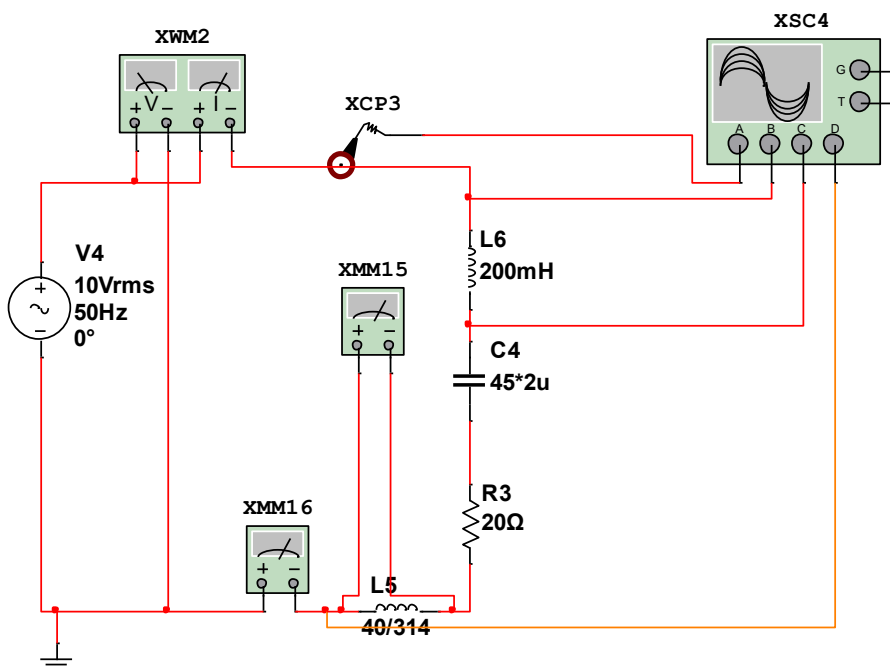 XSC4
XWM2
V
I
+ − + −
G
T
A B C D
XCP3
L6
200mH
V4
10Vrms
50Hz
0°
+
−
XMM15
+ −
C4
45*2u
R3
20Ω
XMM16
+ −
L5
40/314